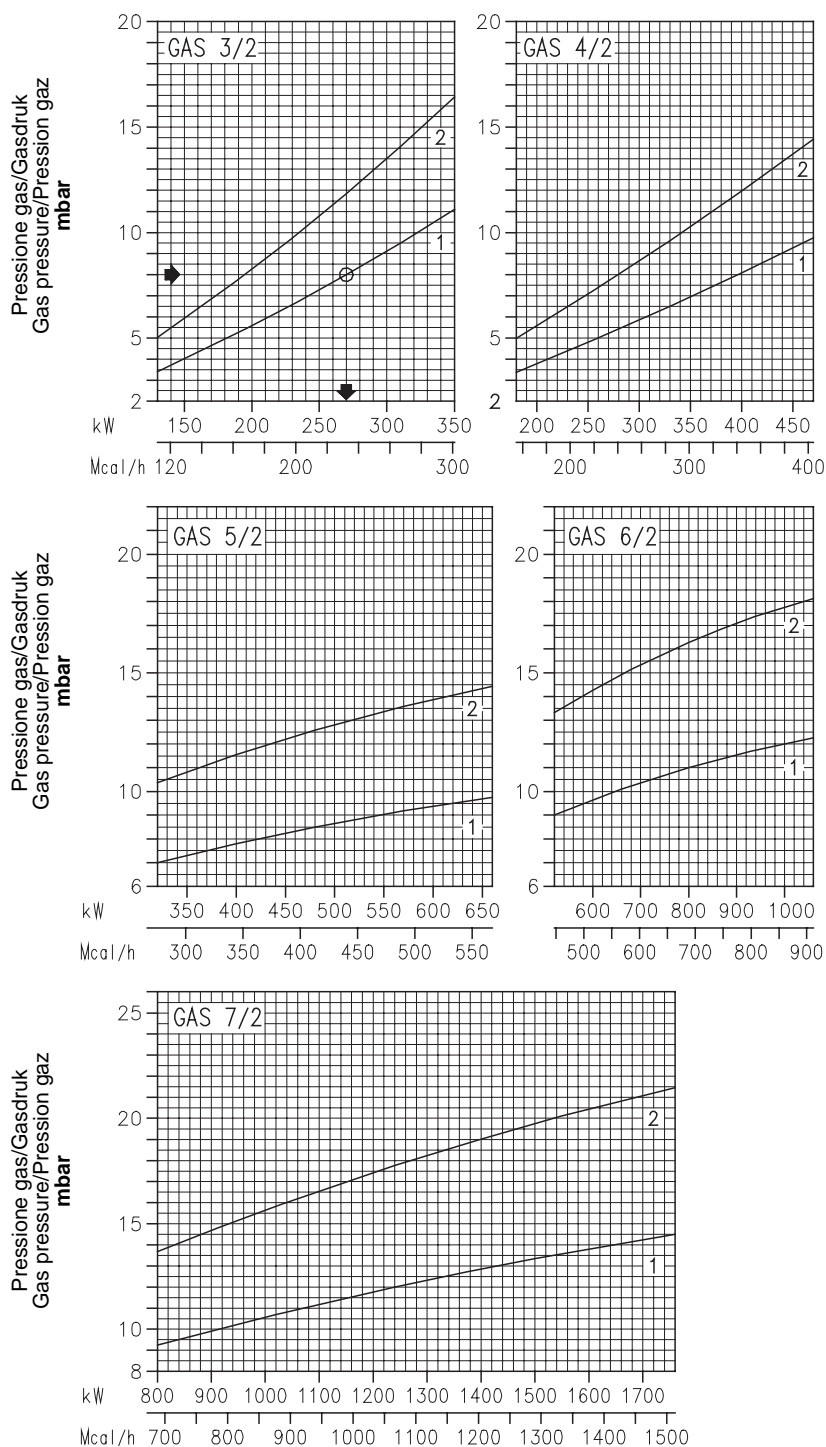 Pressione gas/Gasdruk
Gas pressure/Pression gaz
mbar
GAS 3/2
20
15
10
5
2
2
1
kW 150 200 250 300 350
Mcal/h 120 200 300
GAS 4/2
20
15
10
5
2
2
1
200 250 300 350 400 450
200 300 400
Pressione gas/Gasdruk
Gas pressure/Pression gaz
mbar
GAS 5/2
20
15
10
6
2
1
kW 350 400 450 500 550 600 650
Mcal/h 300 350 400 450 500 550
GAS 6/2
20
15
10
6
2
1
600 700 800 900 1000
500 600 700 800 900
Pressione gas/Gasdruk
Gas pressure/Pression gaz
mbar
GAS 7/2
25
20
15
10
8
2
1
kW 800 900 1000 1100 1200 1300 1400 1500 1600 1700
Mcal/h 700 800 900 1000 1100 1200 1300 1400 1500